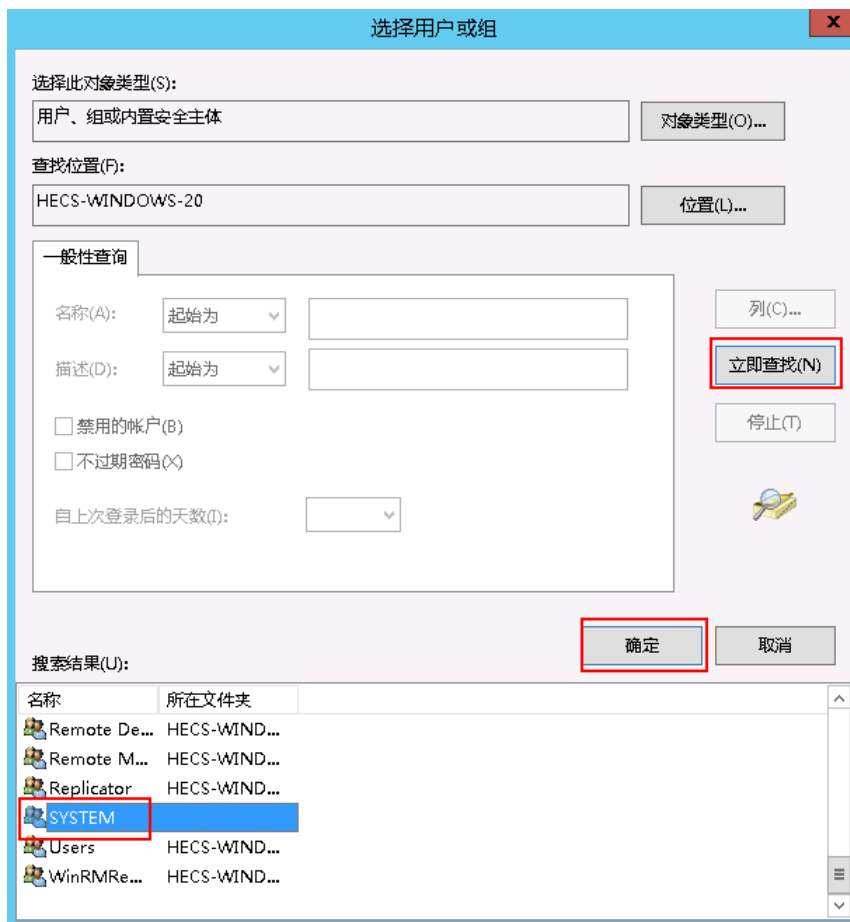 选择用户或组
x
选择此对象类型(S):
用户、组或内置安全主体
对象类型(O)...
查找位置(F):
HECS-WINDOWS-20
位置(L)...
一般性查询
名称(A):
起始为
列(C)...
描述(D):
起始为
立即查找(N)
禁用的帐户(B)
停止(T)
不过期密码(X)
自上次登录后的天数(I):
确定
取消
搜索结果(U):
名称 所在文件夹
Remote De... HECS-WIND...
Remote M... HECS-WIND...
Replicator HECS-WIND...
SYSTEM
Users HECS-WIND...
WinRMRe... HECS-WIND...